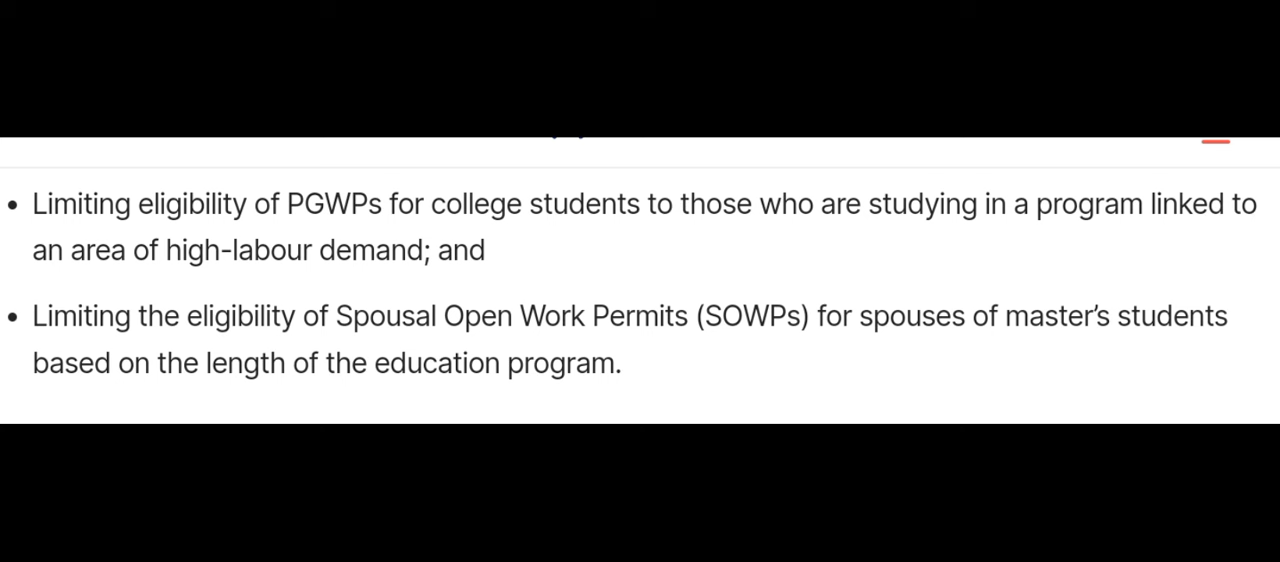 • Limiting eligibility of PGWPs for college students to those who are studying in a program linked to
an area of high-labour demand; and
• Limiting the eligibility of Spousal Open Work Permits (SOWPs) for spouses of master’s students
based on the length of the education program.